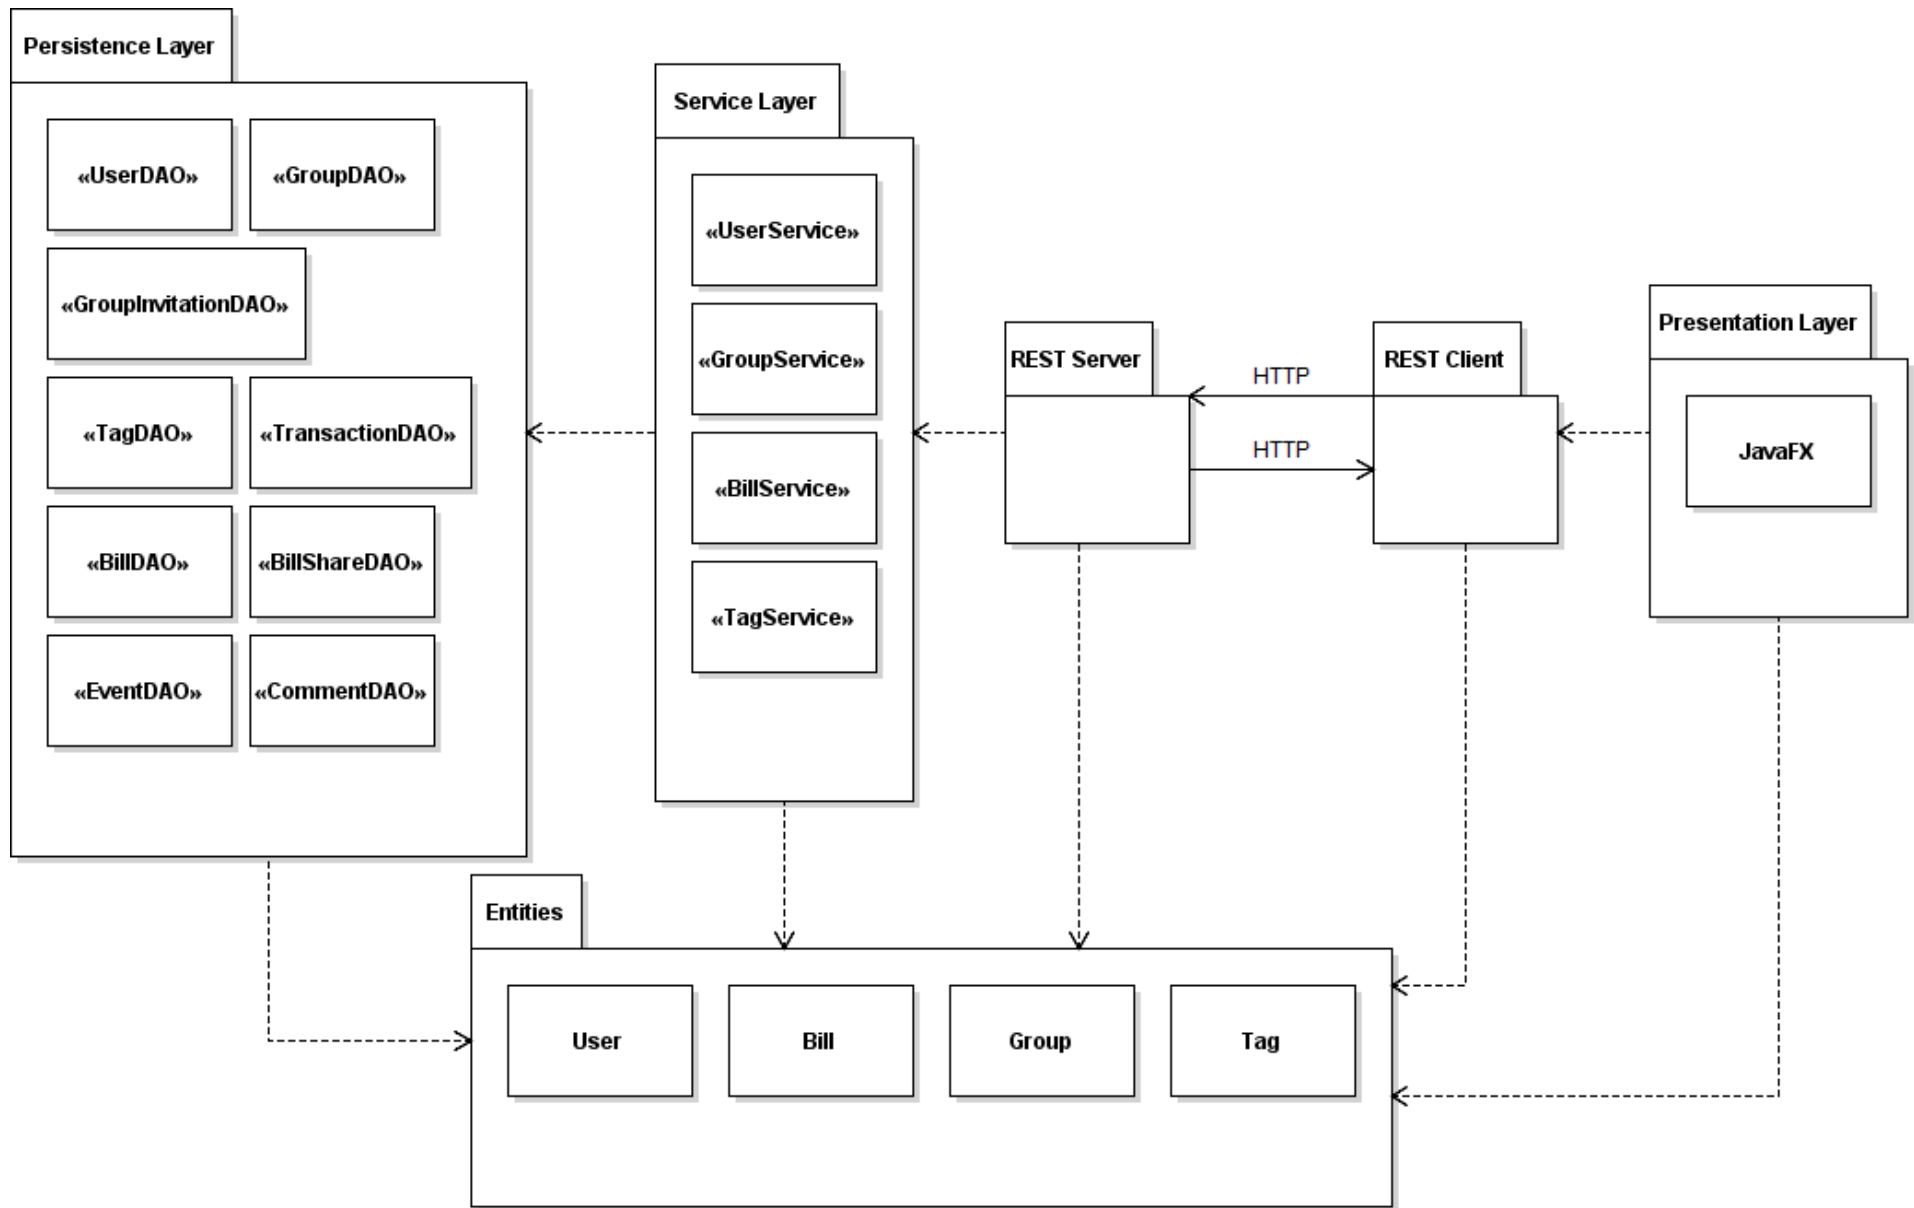 Persistence Layer
«UserDAO»
«GroupDAO»
«GroupInvitationDAO»
«TagDAO»
«TransactionDAO»
«BillDAO»
«BillShareDAO»
«EventDAO»
«CommentDAO»
Service Layer
«UserService»
«GroupService»
«BillService»
«TagService»
REST Server
HTTP
HTTP
REST Client
Presentation Layer
JavaFX
Entities
User
Bill
Group
Tag